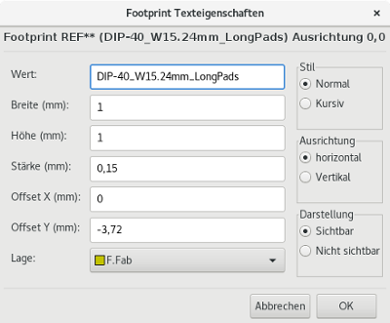 Footprint Texteigenschaften
Footprint REF** (DIP-40_W15.24mm_LongPads) Ausrichtung 0,0
Wert: DIP-40_W15.24mm_LongPads
Breite (mm): 1
Höhe (mm): 1
Stärke (mm): 0,15
Offset X (mm): 0
Offset Y (mm): -3,72
Lage: F.Fab
Stil
Normal
Kursiv
Ausrichtung
horizontal
Vertikal
Darstellung
Sichtbar
Nicht sichtbar
Abbrechen OK